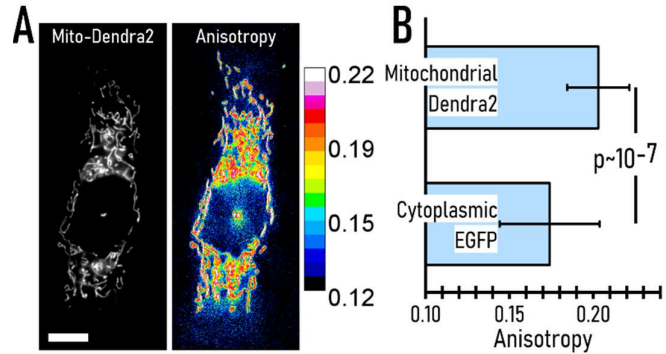 A
Mito-Dendra2
Anisotropy
0.22
0.19
0.15
0.12
B
Mitochondrial
Dendra2
p~10-7
Cytoplasmic
EGFP
0.10
0.15
0.20
Anisotropy